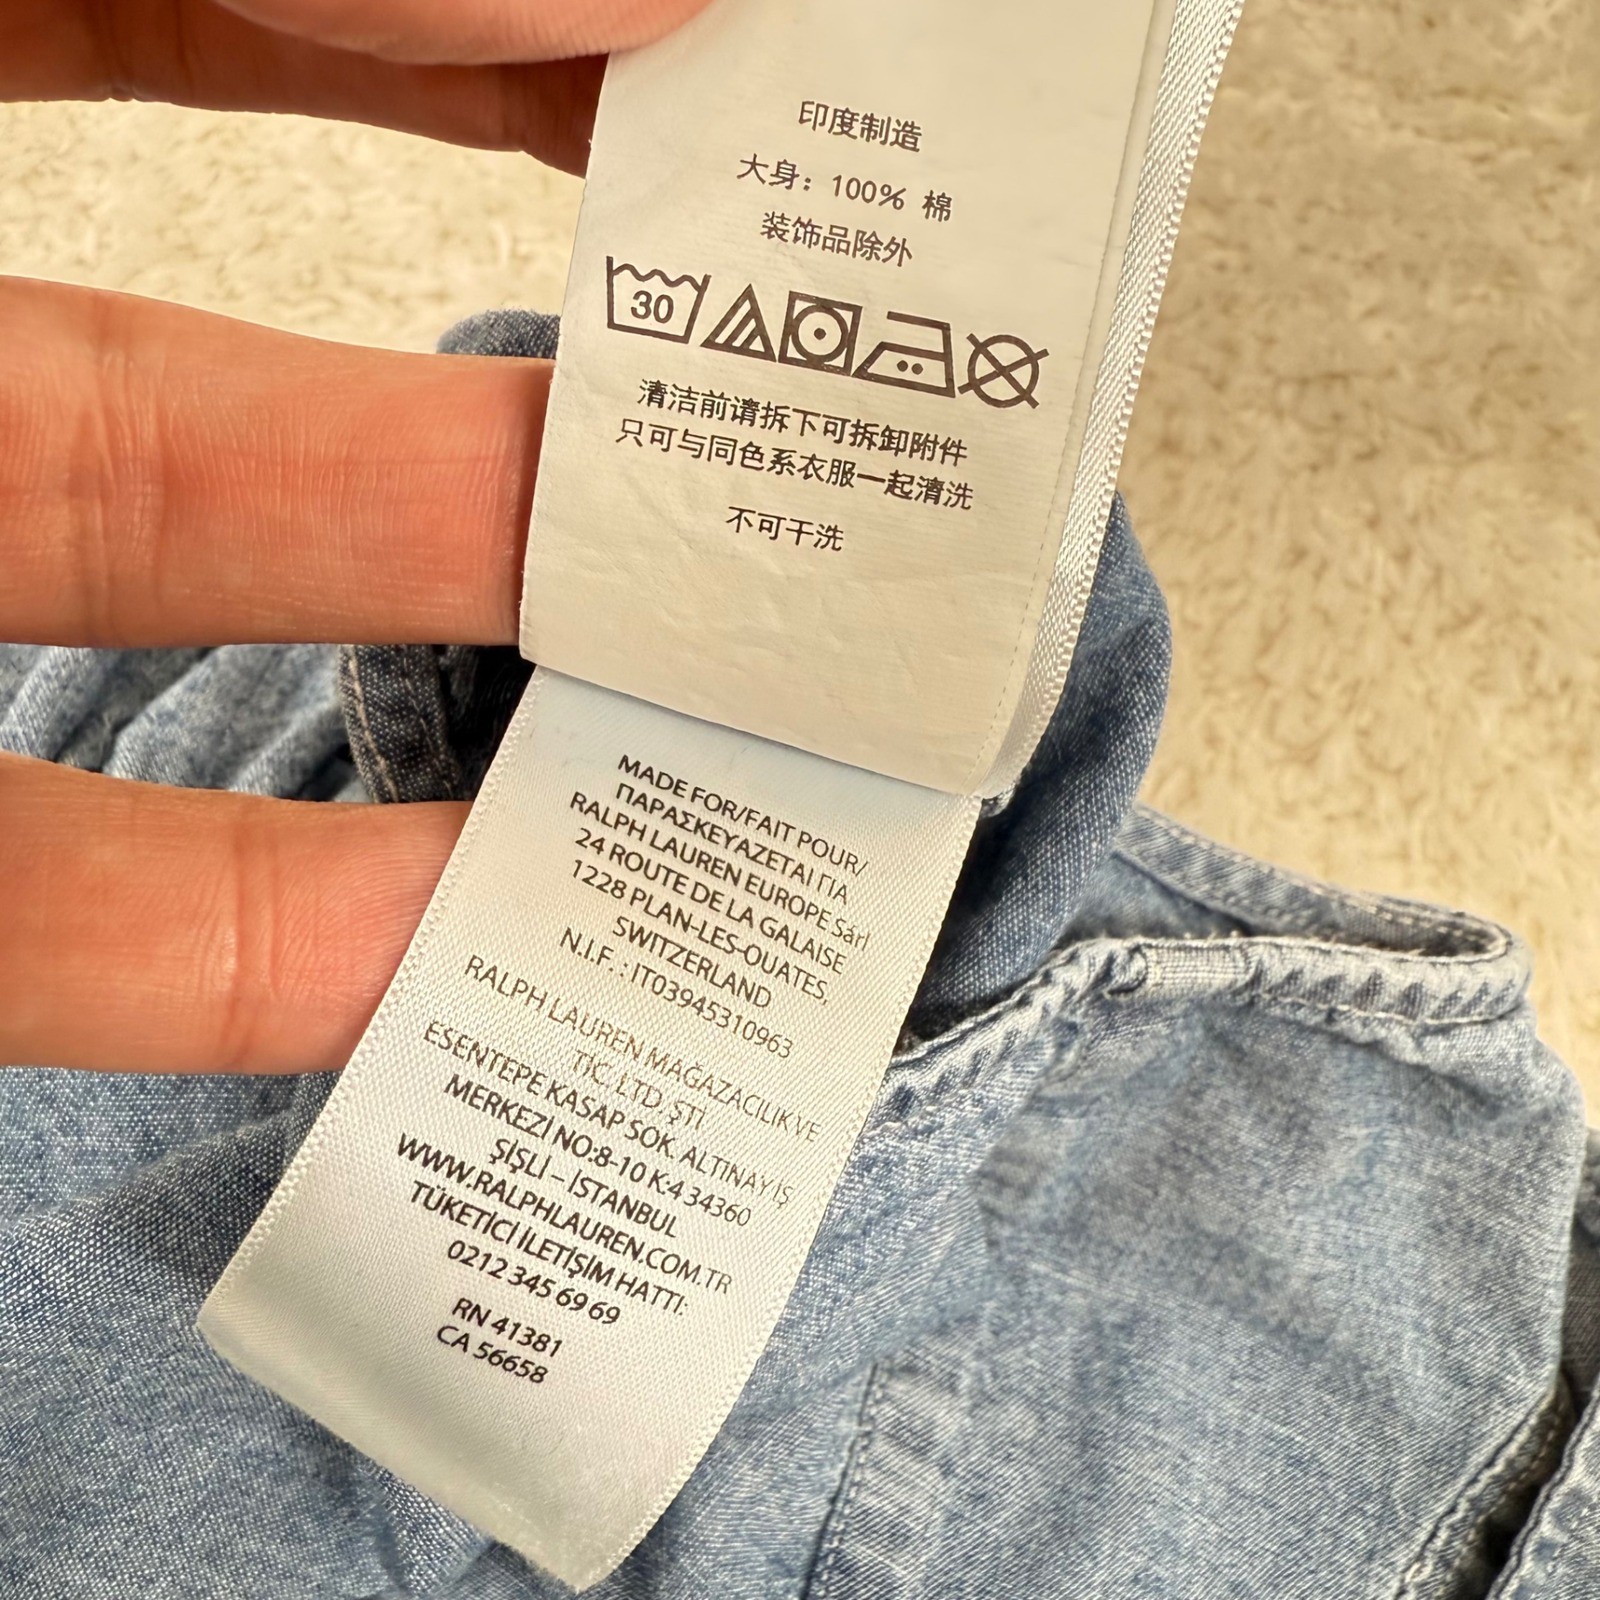 印度制造
大身：100% 棉
装饰品除外
30
清洁前请拆下可拆卸附件
只可与同色系衣服一起清洗
不可干洗
MADE FOR/FAIT POUR/
ΠΑΡΑΣΚΕΥΑΖΕΤΑΙ ΓΙΑ
RALPH LAUREN EUROPE Sárl
24 ROUTE DE LA GALAISE
1228 PLAN-LES-OUATES,
SWITZERLAND
N.I.F. : IT03945310963
RALPH LAUREN MAĞAZACILIK VE
TİC. LTD. ŞTİ
ESENTEPE KASAP SOK. ALTINAY İŞ
MERKEZİ NO:8-10 K:4 34360
ŞİŞLİ – İSTANBUL
WWW.RALPHLAUREN.COM.TR
TÜKETİCİ İLETİŞİM HATTI:
0212 345 69 69
RN 41381
CA 56658